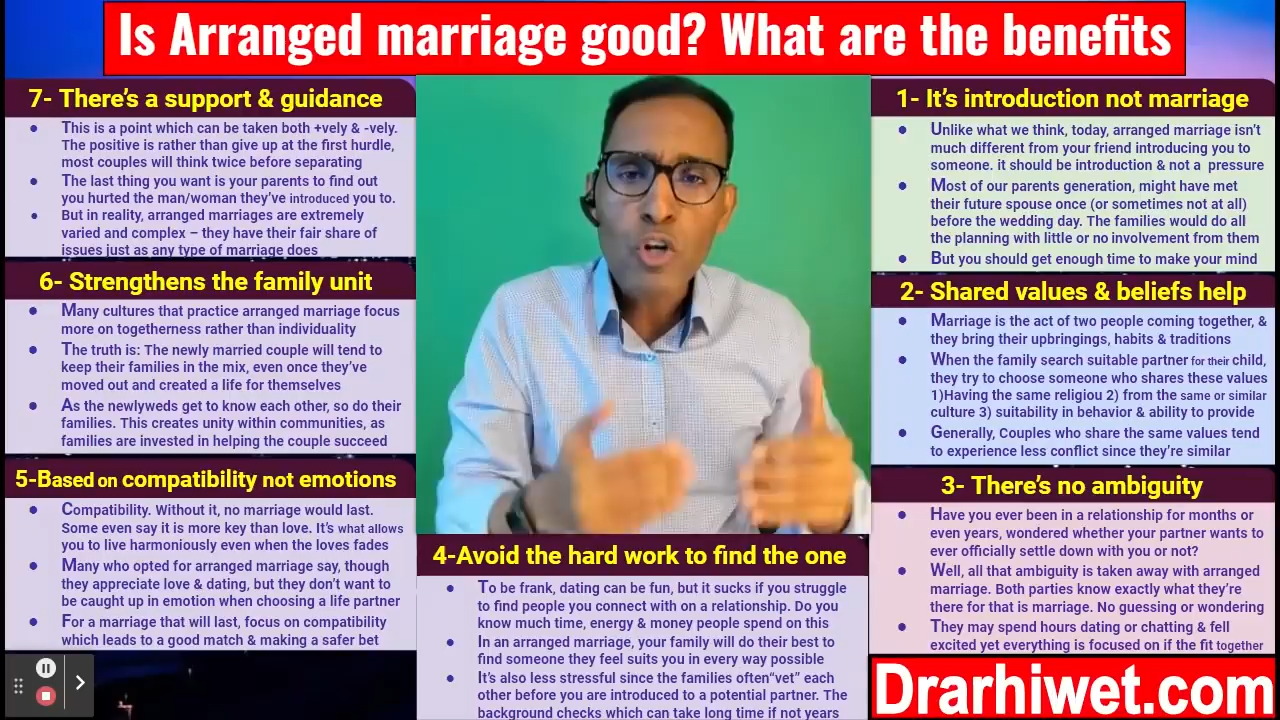 Is Arranged marriage good? What are the benefits
7- There's a support & guidance
● This is a point which can be taken both +vely & -vely.
The positive is rather than give up at the first hurdle,
most couples will think twice before separating
● The last thing you want is your parents to find out
you hurted the man/woman they've introduced you to.
● But in reality, arranged marriages are extremely
varied and complex – they have their fair share of
issues just as any type of marriage does
6- Strengthens the family unit
● Many cultures that practice arranged marriage focus
more on togetherness rather than individuality
● The truth is: The newly married couple will tend to
keep their families in the mix, even once they've
moved out and created a life for themselves
● As the newlyweds get to know each other, so do their
families. This creates unity within communities, as
families are invested in helping the couple succeed
5-Based on compatibility not emotions
● Compatibility. Without it, no marriage would last.
Some even say it is more key than love. It's what allows
you to live harmoniously even when the loves fades
● Many who opted for arranged marriage say, though
they appreciate love & dating, but they don't want to
be caught up in emotion when choosing a life partner
● For a marriage that will last, focus on compatibility
which leads to a good match & making a safer bet
4-Avoid the hard work to find the one
● To be frank, dating can be fun, but it sucks if you struggle
to find people you connect with on a relationship. Do you
know much time, energy & money people spend on this
● In an arranged marriage, your family will do their best to
find someone they feel suits you in every way possible
● It's also less stressful since the families often“vet” each
other before you are introduced to a potential partner. The
background checks which can take long time if not years
1- It's introduction not marriage
● Unlike what we think, today, arranged marriage isn't
much different from your friend introducing you to
someone. it should be introduction & not a pressure
● Most of our parents generation, might have met
their future spouse once (or sometimes not at all)
before the wedding day. The families would do all
the planning with little or no involvement from them
● But you should get enough time to make your mind
2- Shared values & beliefs help
● Marriage is the act of two people coming together, &
they bring their upbringings, habits & traditions
● When the family search suitable partner for their child,
they try to choose someone who shares these values
1)Having the same religiou 2) from the same or similar
culture 3) suitability in behavior & ability to provide
● Generally, Couples who share the same values tend
to experience less conflict since they're similar
3- There's no ambiguity
● Have you ever been in a relationship for months or
even years, wondered whether your partner wants to
ever officially settle down with you or not?
● Well, all that ambiguity is taken away with arranged
marriage. Both parties know exactly what they're
there for that is marriage. No guessing or wondering
● They may spend hours dating or chatting & fell
excited yet everything is focused on if the fit together
Drarhiwet.com